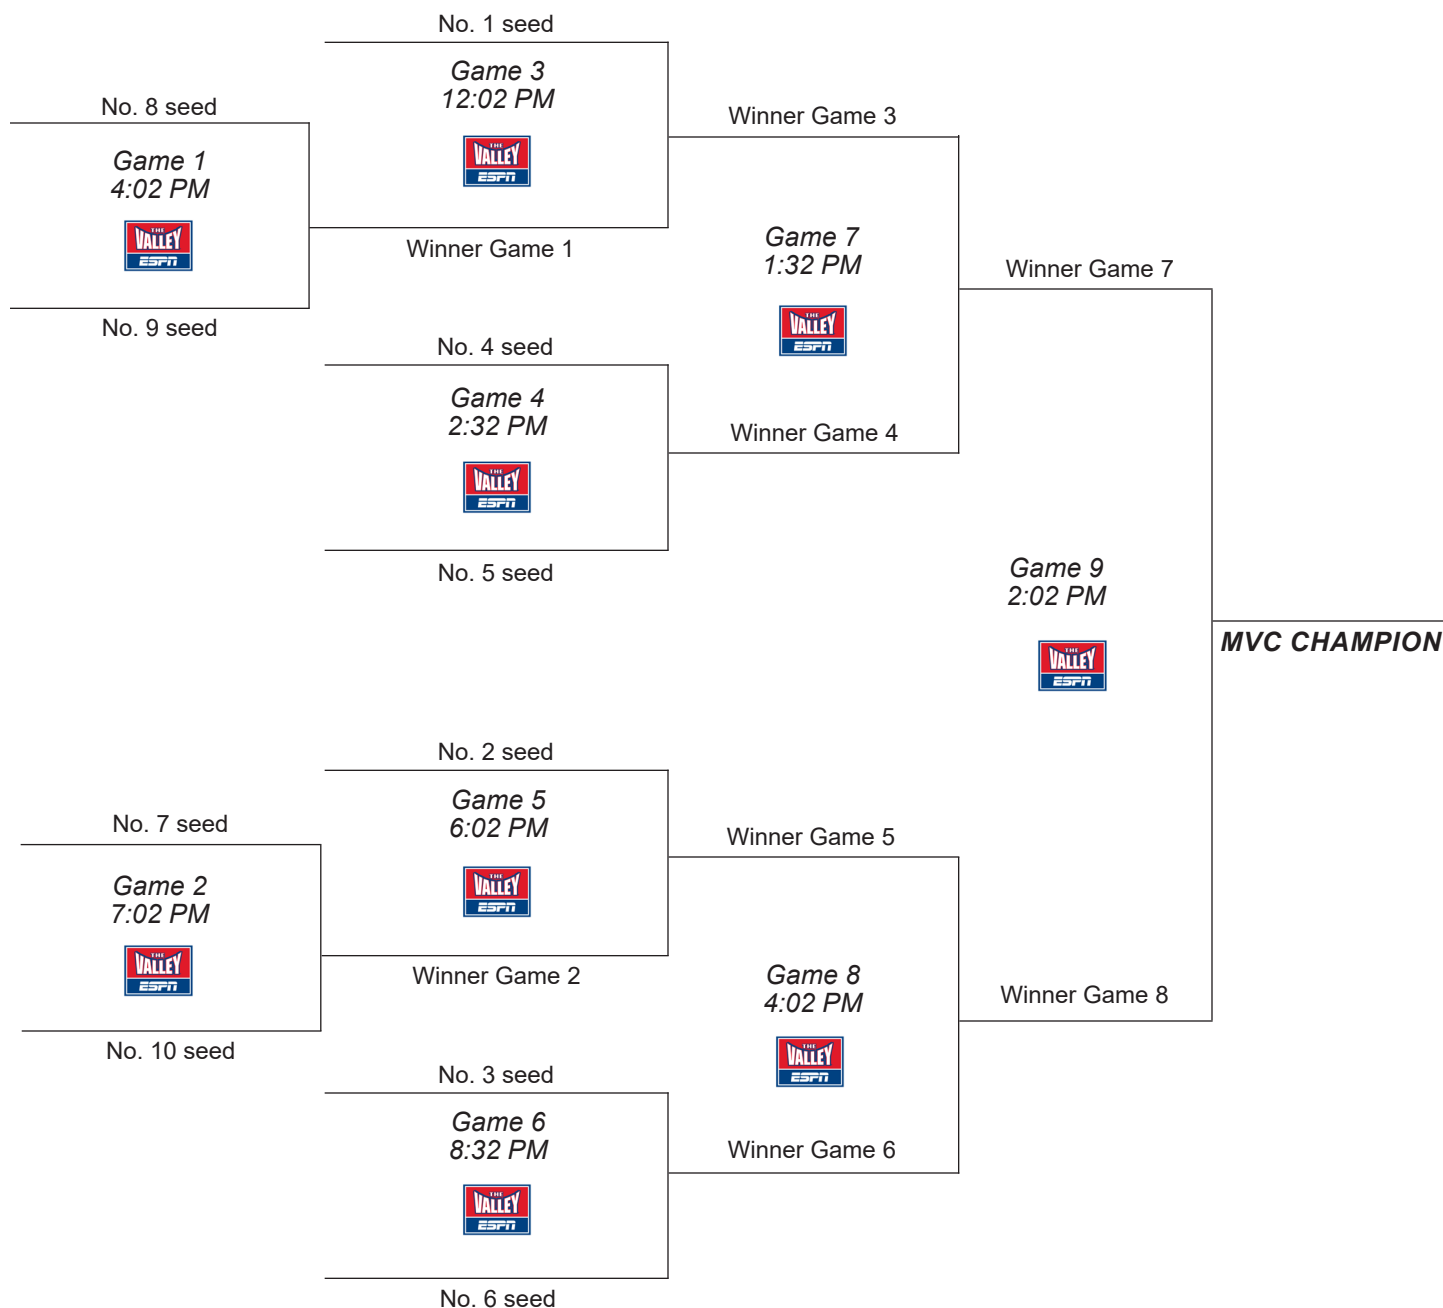 No. 1 seed
Game 3
12:02 PM
THE
VALLEY
ESPN
No. 8 seed
Winner Game 3
Game 1
4:02 PM
THE
VALLEY
ESPN
Winner Game 1
Game 7
1:32 PM
THE
VALLEY
ESPN
Winner Game 7
No. 9 seed
No. 4 seed
Game 4
2:32 PM
THE
VALLEY
ESPN
Winner Game 4
No. 5 seed
Game 9
2:02 PM
THE
VALLEY
ESPN
MVC CHAMPION
No. 2 seed
Game 5
6:02 PM
THE
VALLEY
ESPN
No. 7 seed
Winner Game 5
Game 2
7:02 PM
THE
VALLEY
ESPN
Winner Game 2
Game 8
4:02 PM
THE
VALLEY
ESPN
Winner Game 8
No. 10 seed
No. 3 seed
Game 6
8:32 PM
THE
VALLEY
ESPN
Winner Game 6
No. 6 seed